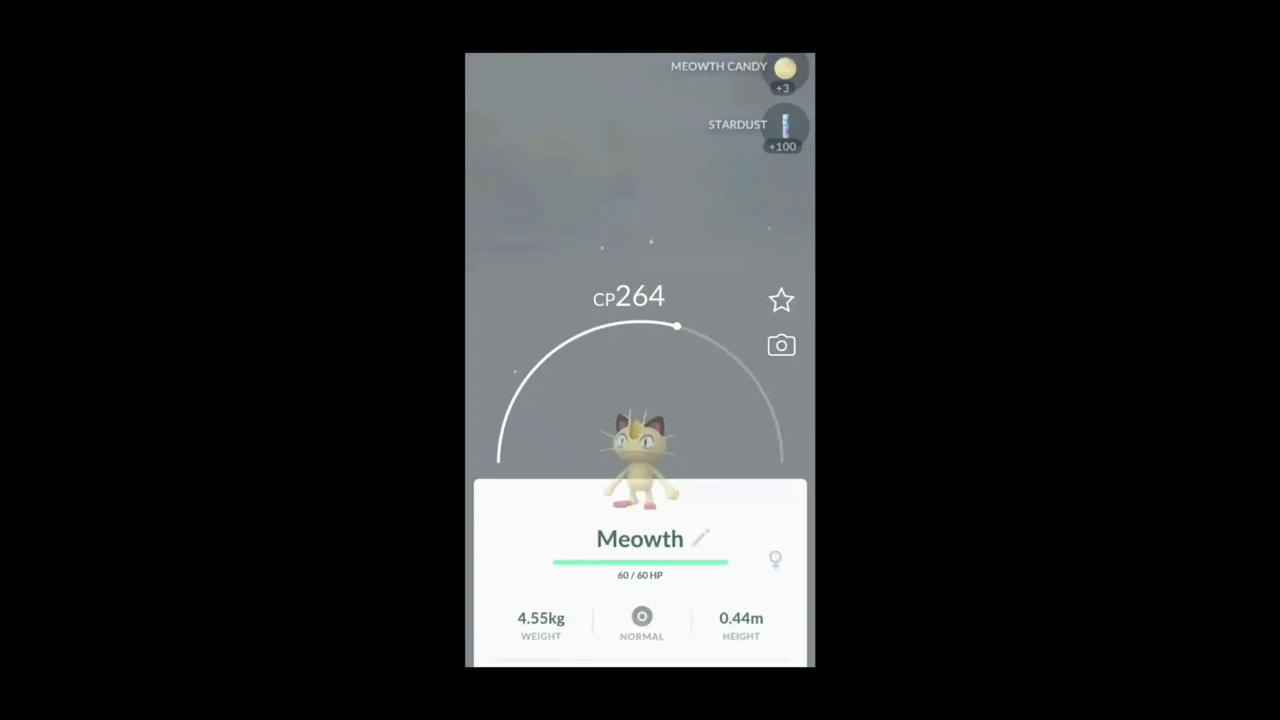 MEOWTH CANDY
+3
STARDUST
+100
CP264
Meowth
60 / 60 HP
4.55kg
WEIGHT
NORMAL
0.44m
HEIGHT